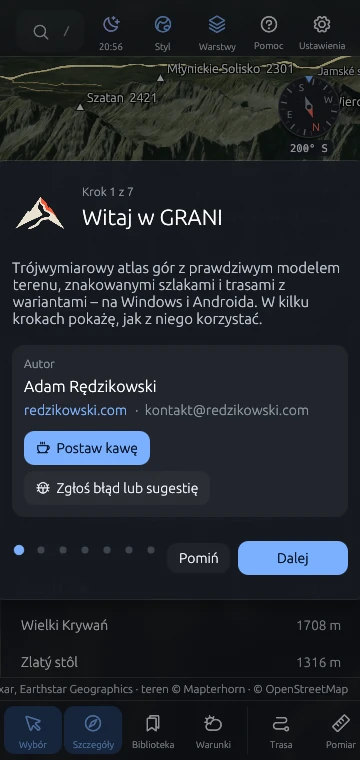 /
20:56
Styl
Warstwy
Pomoc
Ustawienia
Młynickie Solisko 2301
Jamské
Szatan 2421
S
W
E
N
200° S
Krok 1 z 7
Witaj w GRANI
Trójwymiarowy atlas gór z prawdziwym modelem
terenu, znakowanymi szlakami i trasami z
wariantami – na Windows i Androida. W kilku
krokach pokażę, jak z niego korzystać.
Autor
Adam Rędzikowski
redzikowski.com · kontakt@redzikowski.com
Postaw kawę
Zgłoś błąd lub sugestię
Pomiń
Dalej
Wielki Krywań 1708 m
Zlatý stôl 1316 m
xar, Earthstar Geographics · teren © Mapterhorn · © OpenStreetMap
Wybór
Szczegóły
Biblioteka
Warunki
Trasa
Pomiar